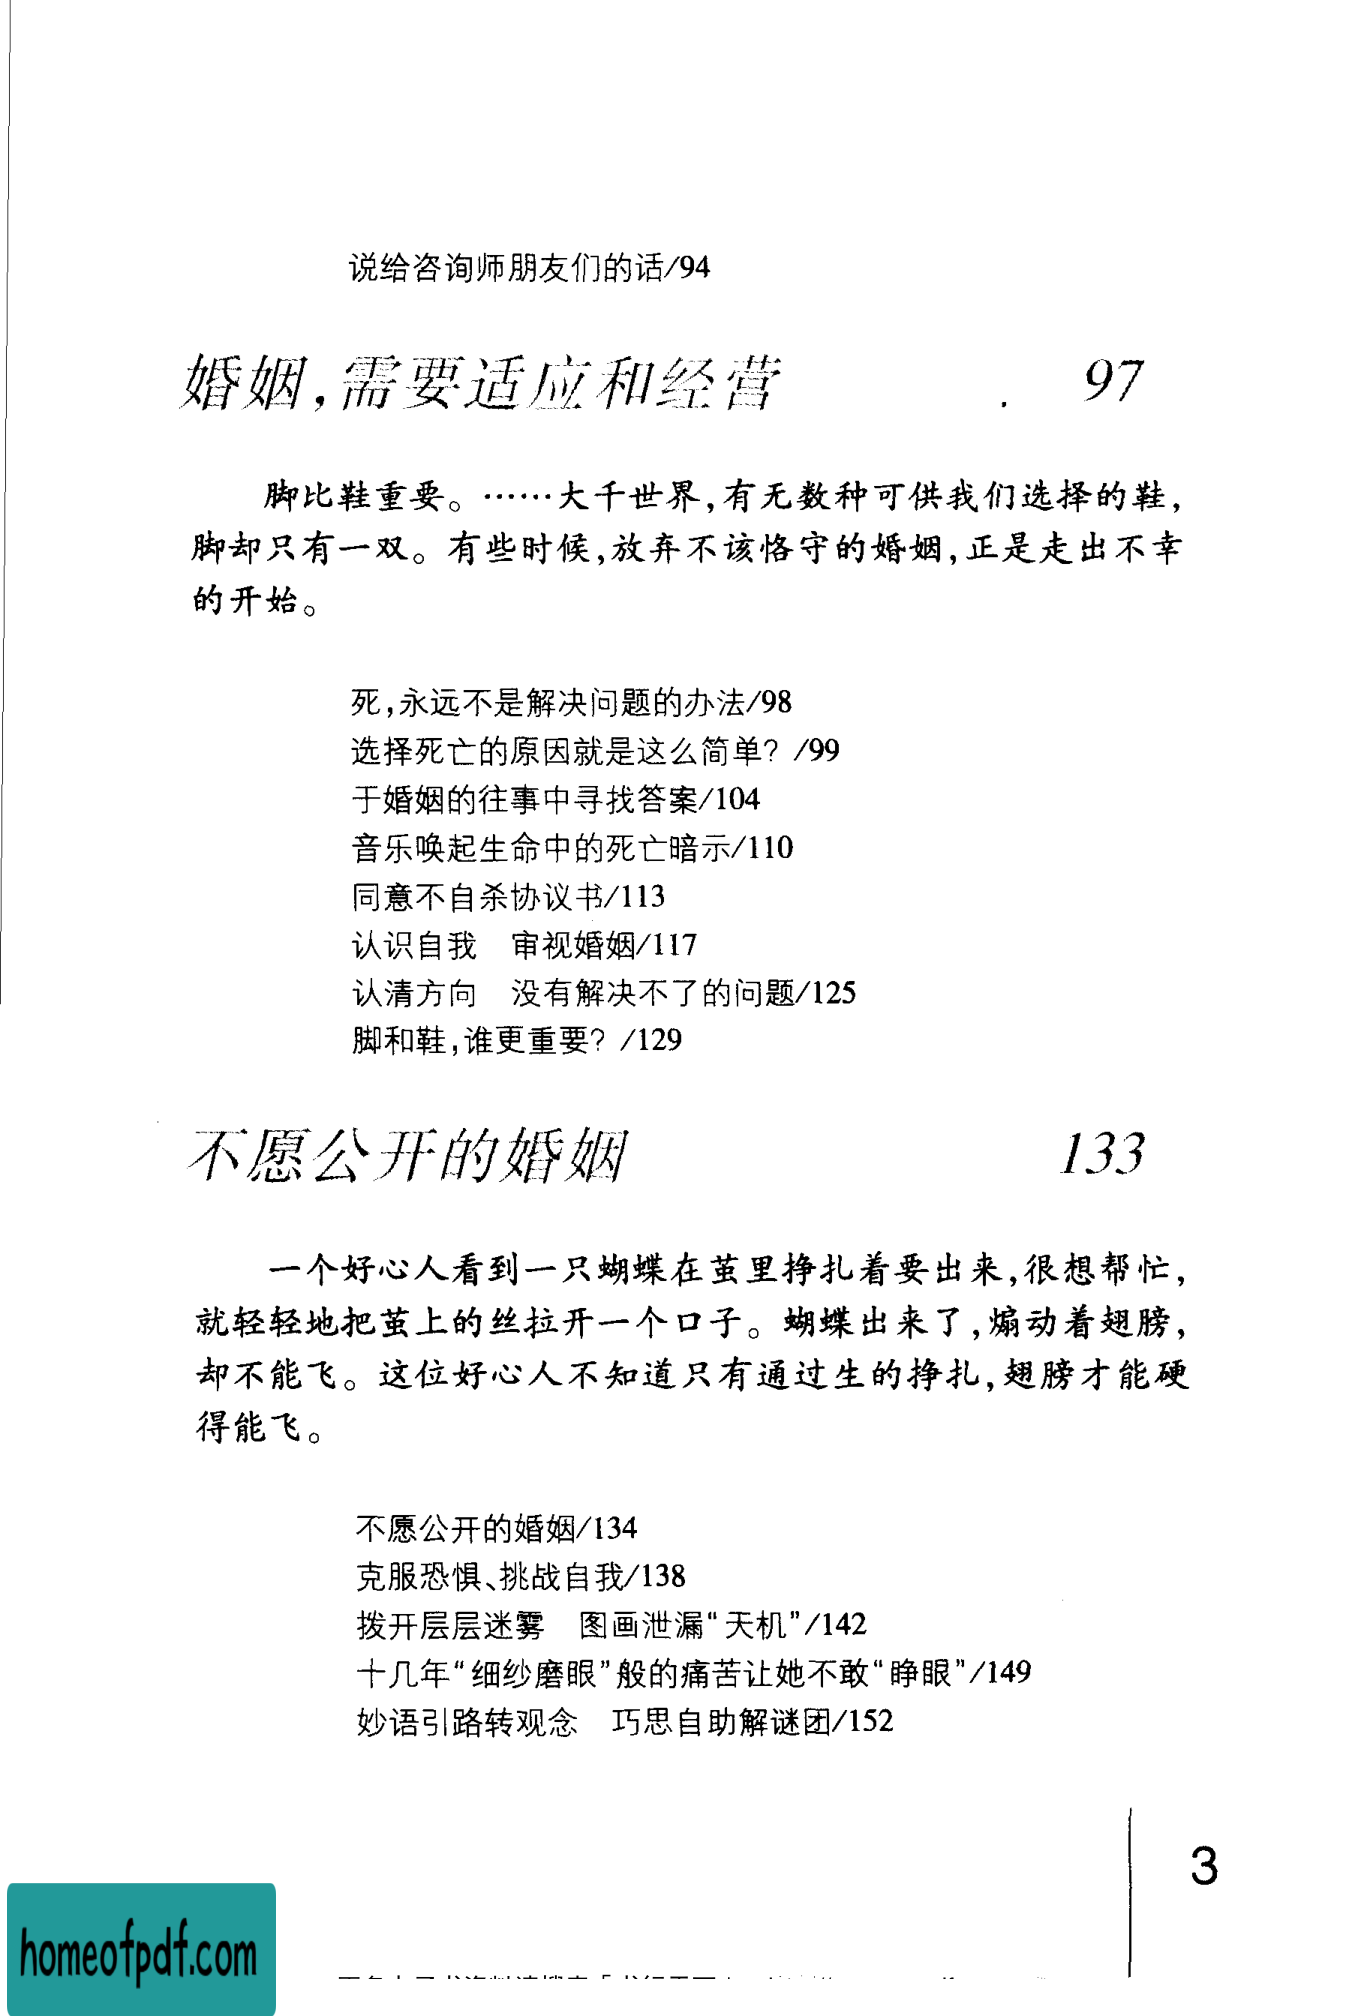 说给咨询师朋友们的话/94
婚姻,需要适应和经营 97
脚比鞋重要。……大千世界,有无数种可供我们选择的鞋,
脚却只有一双。有些时候,放弃不该恪守的婚姻,正是走出不幸
的开始。
死,永远不是解决问题的办法/98
选择死亡的原因就是这么简单? /99
于婚姻的往事中寻找答案/104
音乐唤起生命中的死亡暗示/110
同意不自杀协议书/113
认识自我 审视婚姻/117
认清方向 没有解决不了的问题/125
脚和鞋,谁更重要? /129
不愿公开的婚姻 133
一个好心人看到一只蝴蝶在茧里挣扎着要出来,很想帮忙,
就轻轻地把茧上的丝拉开一个口子。蝴蝶出来了,煽动着翅膀,
却不能飞。这位好心人不知道只有通过生的挣扎,翅膀才能硬
得能飞。
不愿公开的婚姻/134
克服恐惧、挑战自我/138
拨开层层迷雾 图画泄漏“天机”/142
十几年“细纱磨眼”般的痛苦让她不敢“睁眼”/149
妙语引路转观念 巧思自助解谜团/152
3
homeofpdf.com